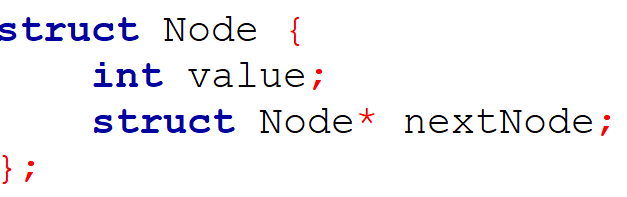 struct Node {
    int value;
    struct Node* nextNode;
};